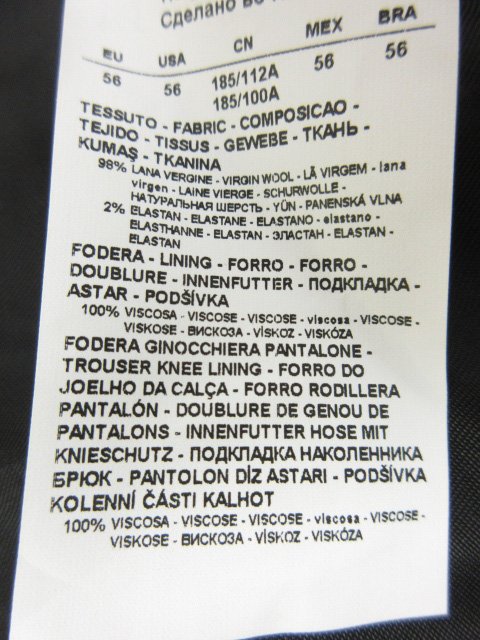 Сделано во
EU USA CN MEX BRA
56 56 185/112A 56 56
185/100A
TESSUTO - FABRIC - COMPOSICAO -
TEJIDO - TISSUS - GEWEBE - ТКАНЬ -
KUMAŞ - TKANINA
98% LANA VERGINE - VIRGIN WOOL - LÃ VIRGEM - lana
virgen - LAINE VIERGE - SCHURWOLLE -
НАТУРАЛЬНАЯ ШЕРСТЬ - YÜN - PANENSKÁ VLNA
2% ELASTAN - ELASTANE - ELASTANO - elastano -
ELASTHANNE - ELASTAN - ЭЛАСТАН - ELASTAN -
ELASTAN
FODERA - LINING - FORRO - FORRO -
DOUBLURE - INNENFUTTER - ПОДКЛАДКА -
ASTAR - PODŠÍVKA
100% VISCOSA - VISCOSE - VISCOSE - viscosa - VISCOSE -
VISKOSE - ВИСКОЗА - VİSKOZ - VISKÓZA
FODERA GINOCCHIERA PANTALONE -
TROUSER KNEE LINING - FORRO DO
JOELHO DA CALÇA - FORRO RODILLERA
PANTALÓN - DOUBLURE DE GENOU DE
PANTALONS - INNENFUTTER HOSE MIT
KNIESCHUTZ - ПОДКЛАДКА НАКОЛЕННИКА
БРЮК - PANTOLON DİZ ASTARI - PODŠÍVKA
KOLENNÍ ČÁSTI KALHOT
100% VISCOSA - VISCOSE - VISCOSE - viscosa - VISCOSE -
VISKOSE - ВИСКОЗА - VİSKOZ - VISKÓZA